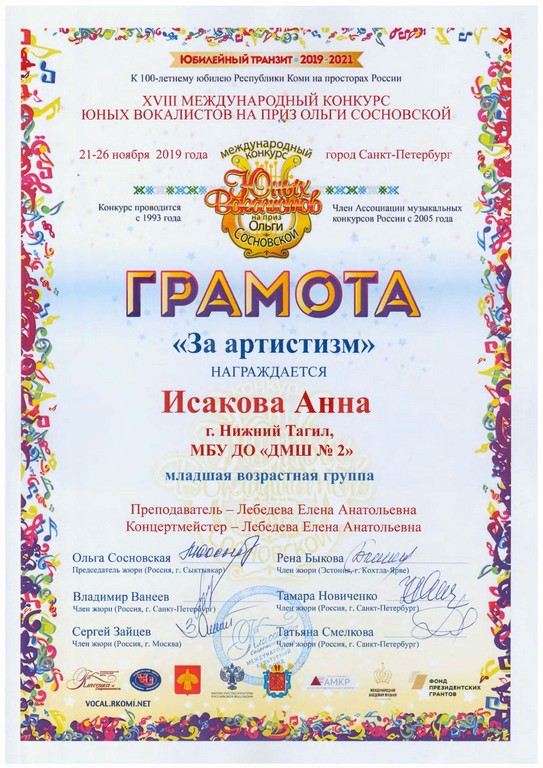 ЮБИЛЕЙНЫЙ ТРАНЗИТ • 2019-2021
К 100-летнему юбилею Республики Коми на просторах России
XVIII МЕЖДУНАРОДНЫЙ КОНКУРС
ЮНЫХ ВОКАЛИСТОВ НА ПРИЗ ОЛЬГИ СОСНОВСКОЙ
21-26 ноября 2019 года
город Санкт-Петербург
международный
конкурс
Юных
Вокалистов
на приз
Ольги
Сосновской
Конкурс проводится
с 1993 года
Член Ассоциации музыкальных
конкурсов России с 2005 года
ГРАМОТА
«За артистизм»
НАГРАЖДАЕТСЯ
Исакова Анна
г. Нижний Тагил,
МБУ ДО «ДМШ № 2»
младшая возрастная группа
Преподаватель – Лебедева Елена Анатольевна
Концертмейстер – Лебедева Елена Анатольевна
Ольга Сосновская
Председатель жюри (Россия, г. Сыктывкар)
Рена Быкова
Член жюри (Эстония, г. Кохтла-Ярве)
Владимир Ванеев
Член жюри (Россия, г. Санкт-Петербург)
Тамара Новиченко
Член жюри (Россия, г. Санкт-Петербург)
Сергей Зайцев
Член жюри (Россия, г. Москва)
Татьяна Смелкова
Член жюри (Россия, г. Санкт-Петербург)
Классика
VOCAL.RKOMI.NET
АМКР
ФОНД
ПРЕЗИДЕНТСКИХ
ГРАНТОВ